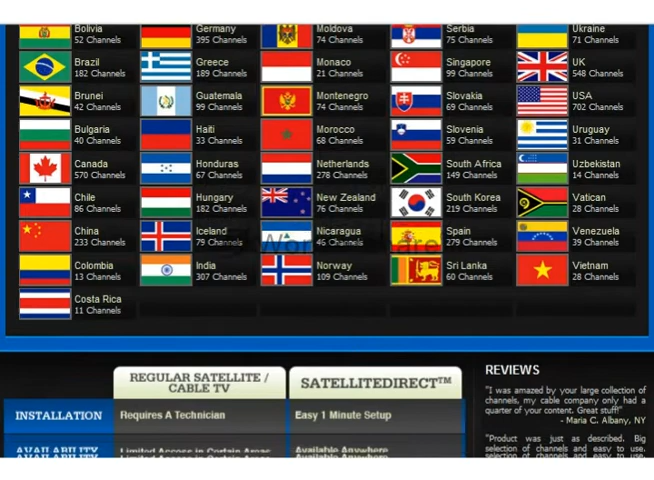 Bolivia
52 Channels
Germany
395 Channels
Moldova
74 Channels
Serbia
75 Channels
Ukraine
71 Channels
Brazil
182 Channels
Greece
189 Channels
Monaco
21 Channels
Singapore
99 Channels
UK
548 Channels
Brunei
42 Channels
Guatemala
99 Channels
Montenegro
74 Channels
Slovakia
69 Channels
USA
702 Channels
Bulgaria
40 Channels
Haiti
33 Channels
Morocco
68 Channels
Slovenia
59 Channels
Uruguay
31 Channels
Canada
570 Channels
Honduras
67 Channels
Netherlands
278 Channels
South Africa
149 Channels
Uzbekistan
14 Channels
Chile
86 Channels
Hungary
182 Channels
New Zealand
76 Channels
South Korea
219 Channels
Vatican
28 Channels
China
233 Channels
Iceland
79 Channels
Nicaragua
46 Channels
Spain
279 Channels
Venezuela
39 Channels
Colombia
13 Channels
India
307 Channels
Norway
109 Channels
Sri Lanka
60 Channels
Vietnam
28 Channels
Costa Rica
11 Channels
REGULAR SATELLITE /
CABLE TV
SATELLITEDIRECT™
INSTALLATION
Requires A Technician
Easy 1 Minute Setup
AVAILABILITY
Limited Access in Certain Areas
Available Anywhere
REVIEWS
"I was amazed by your large collection of
channels, my cable company only had a
quarter of your content. Great stuff!"
- Maria C. Albany, NY
"Product was just as described. Big
selection of channels and easy to use.